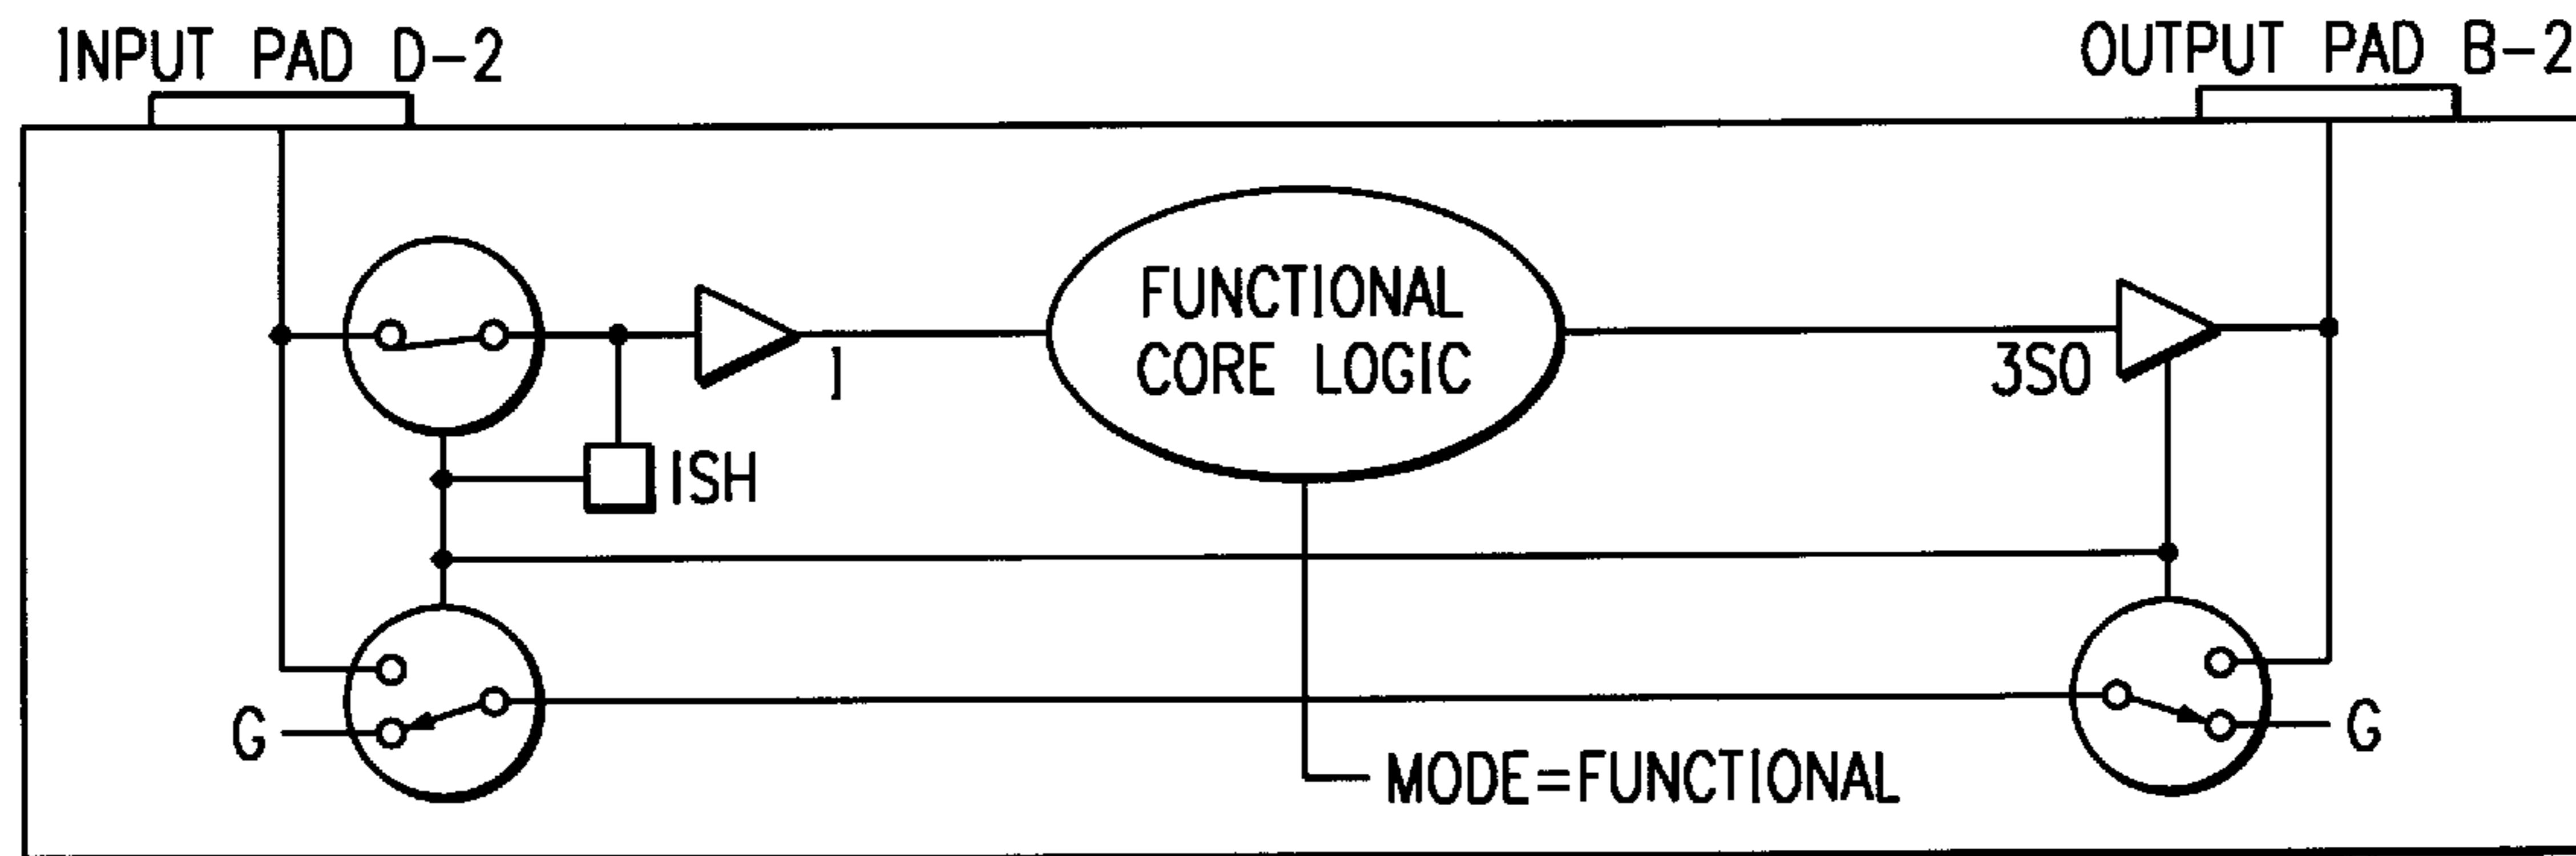 INPUT PAD D-2
OUTPUT PAD B-2
FUNCTIONAL
CORE LOGIC
I
3SO
ISH
G
G
MODE=FUNCTIONAL